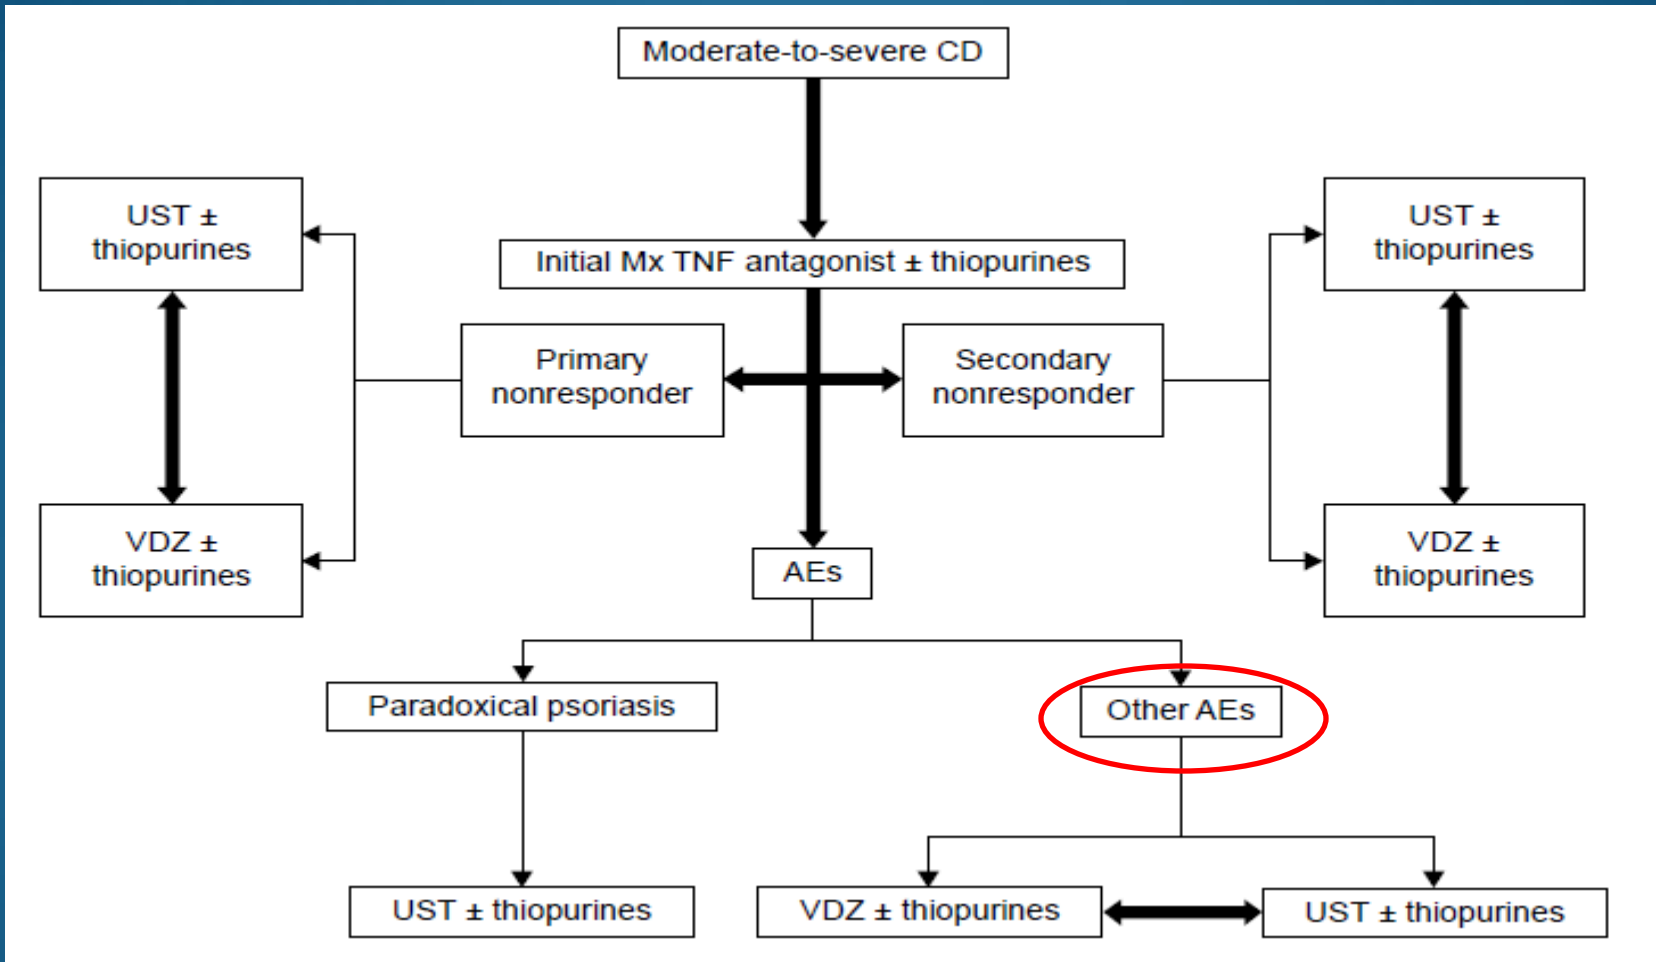 Moderate-to-severe CD
UST ±
thiopurines
UST ±
thiopurines
Initial Mx TNF antagonist ± thiopurines
Primary
nonresponder
Secondary
nonresponder
VDZ ±
thiopurines
VDZ ±
thiopurines
AEs
Paradoxical psoriasis
Other AEs
UST ± thiopurines
VDZ ± thiopurines
UST ± thiopurines